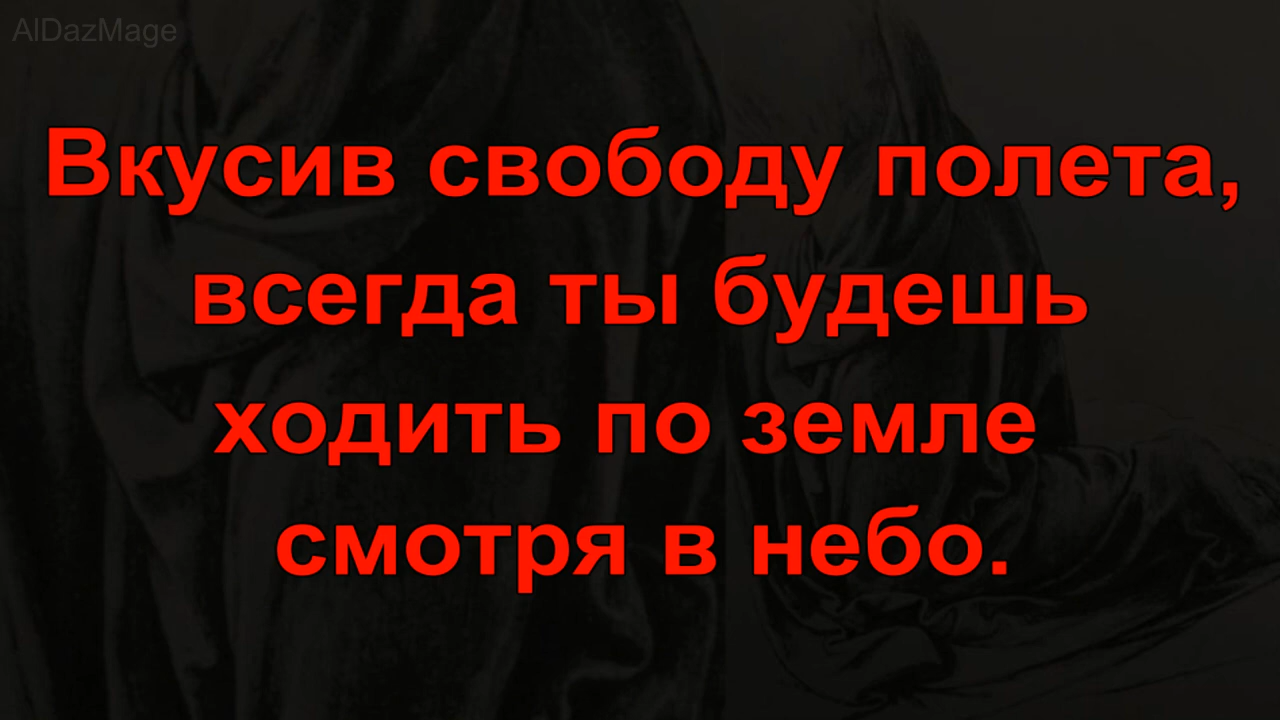 AlDazMage
Вкусив свободу полета,
всегда ты будешь
ходить по земле
смотря в небо.